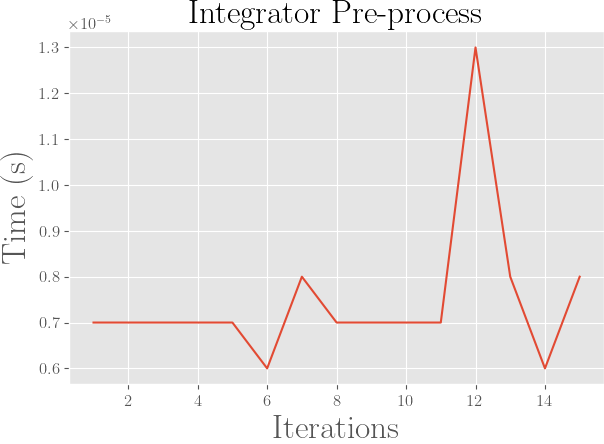 Integrator Pre-process
×10⁻⁵
1.3
1.2
1.1
1.0
0.9
0.8
0.7
0.6
Time (s)
2 4 6 8 10 12 14
Iterations